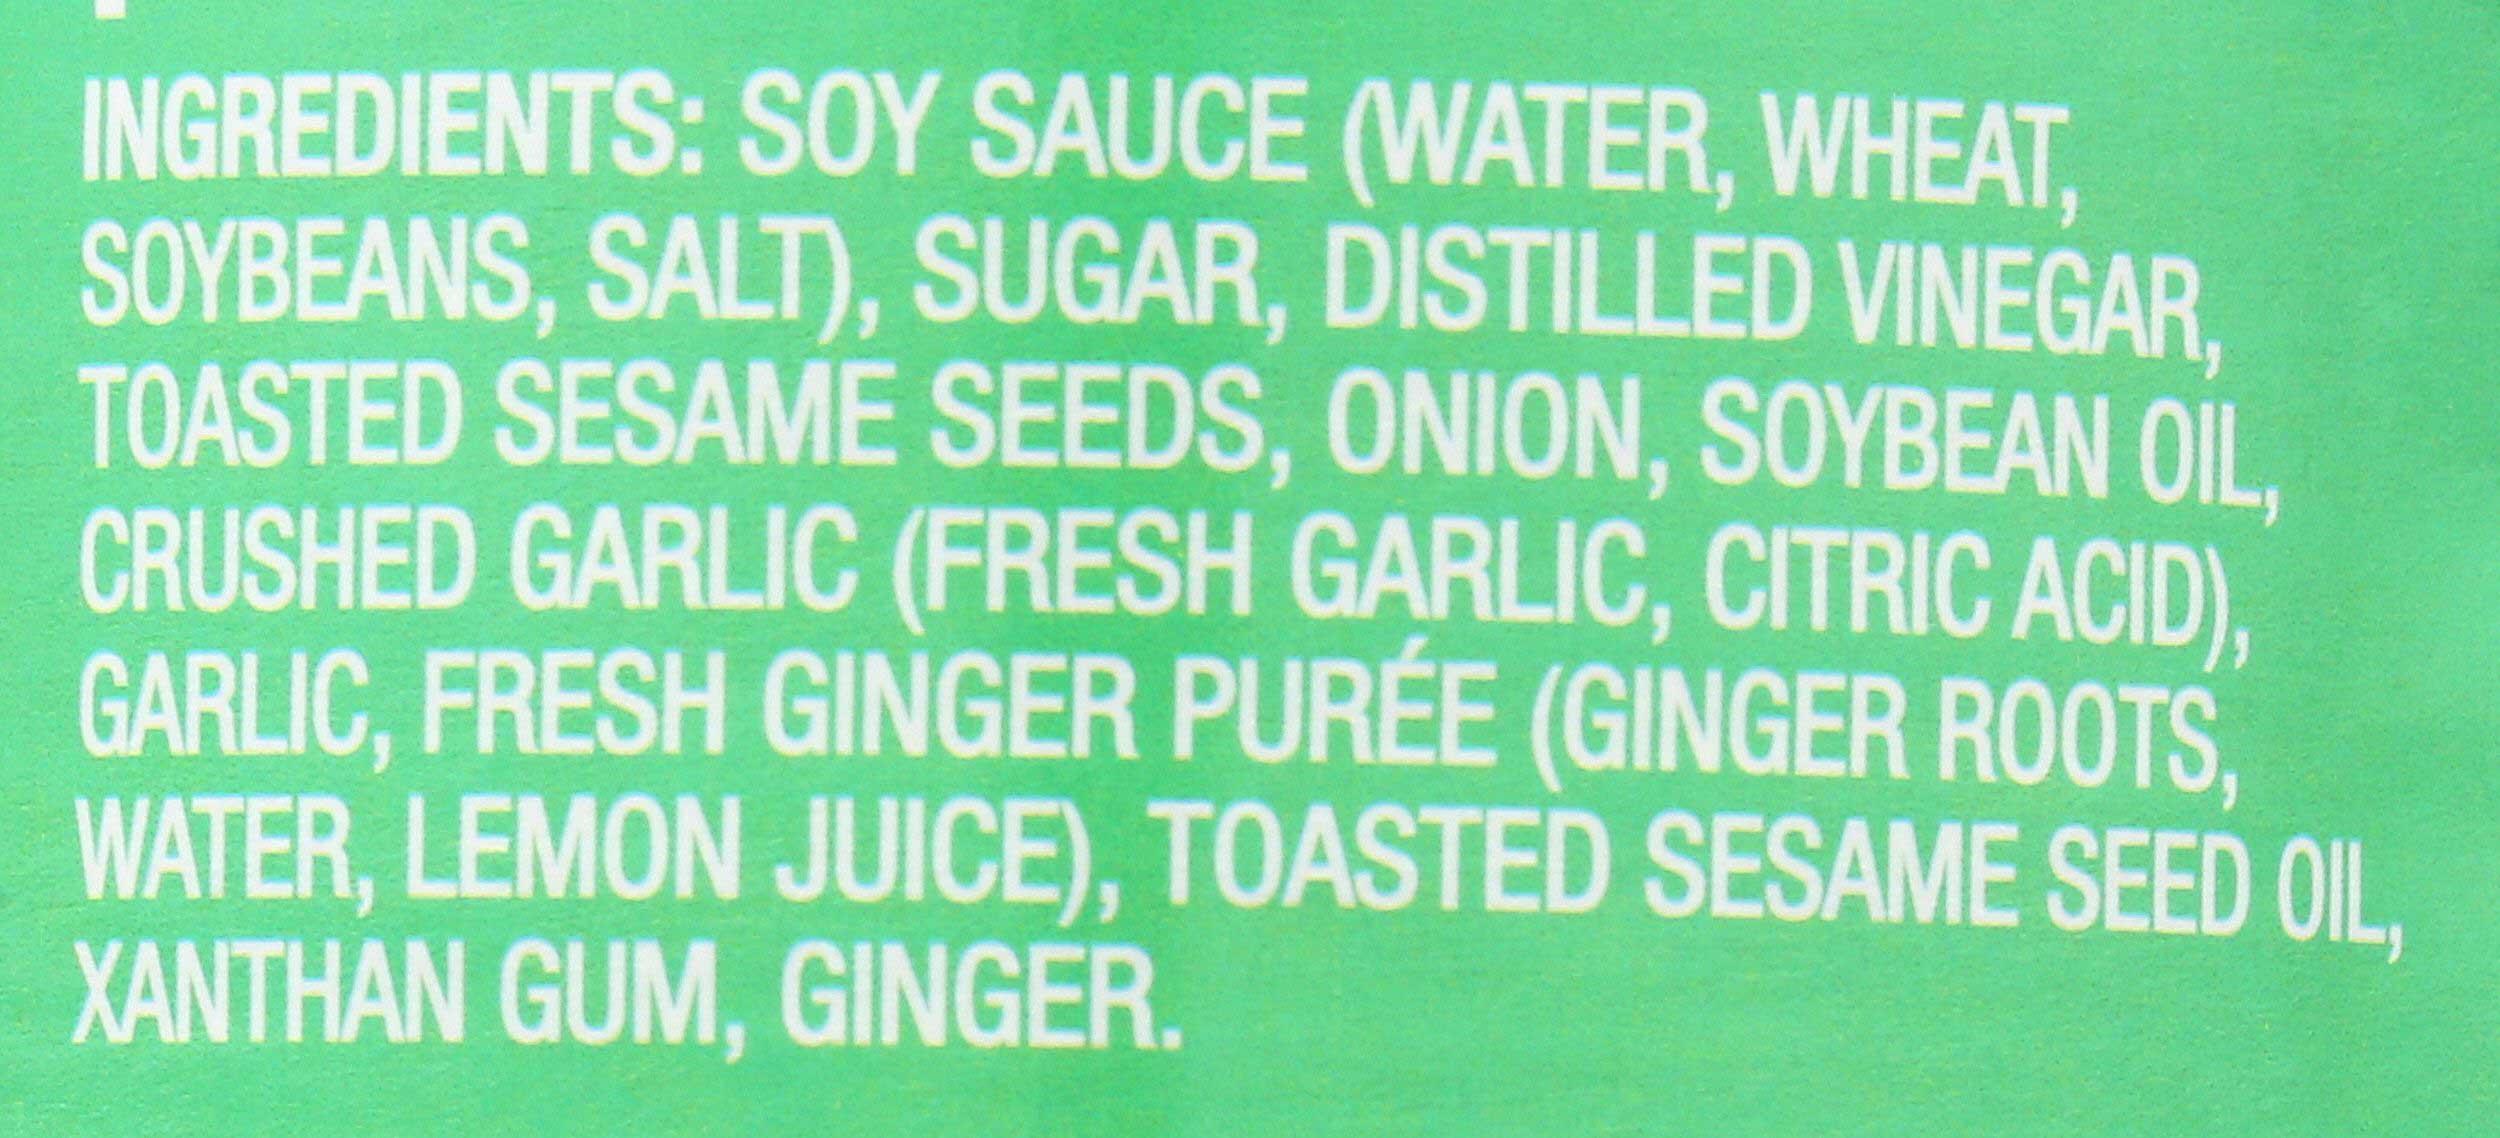 INGREDIENTS: SOY SAUCE (WATER, WHEAT,
SOYBEANS, SALT), SUGAR, DISTILLED VINEGAR,
TOASTED SESAME SEEDS, ONION, SOYBEAN OIL,
CRUSHED GARLIC (FRESH GARLIC, CITRIC ACID),
GARLIC, FRESH GINGER PURÉE (GINGER ROOTS,
WATER, LEMON JUICE), TOASTED SESAME SEED OIL,
XANTHAN GUM, GINGER.